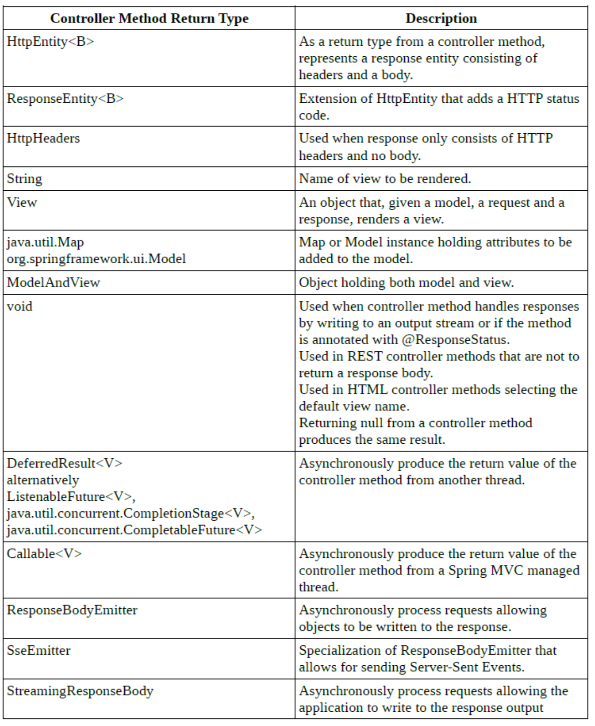 Controller Method Return Type
Description
HttpEntity<B>
As a return type from a controller method,
represents a response entity consisting of
headers and a body.
ResponseEntity<B>
Extension of HttpEntity that adds a HTTP status
code.
HttpHeaders
Used when response only consists of HTTP
headers and no body.
String
Name of view to be rendered.
View
An object that, given a model, a request and a
response, renders a view.
java.util.Map
org.springframework.ui.Model
Map or Model instance holding attributes to be
added to the model.
ModelAndView
Object holding both model and view.
void
Used when controller method handles responses
by writing to an output stream or if the method
is annotated with @ResponseStatus.
Used in REST controller methods that are not to
return a response body.
Used in HTML controller methods selecting the
default view name.
Returning null from a controller method
produces the same result.
DeferredResult<V>
alternatively
ListenableFuture<V>,
java.util.concurrent.CompletionStage<V>,
java.util.concurrent.CompletableFuture<V>
Asynchronously produce the return value of the
controller method from another thread.
Callable<V>
Asynchronously produce the return value of the
controller method from a Spring MVC managed
thread.
ResponseBodyEmitter
Asynchronously process requests allowing
objects to be written to the response.
SseEmitter
Specialization of ResponseBodyEmitter that
allows for sending Server-Sent Events.
StreamingResponseBody
Asynchronously process requests allowing the
application to write to the response output